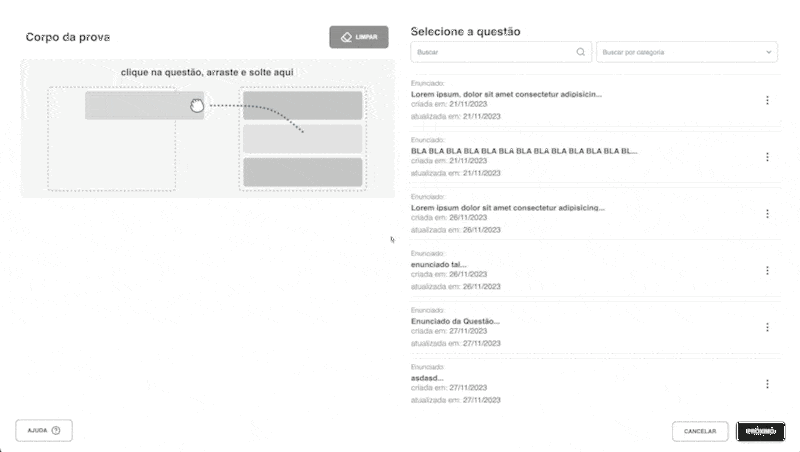 Corpo da prova
LIMPAR
clique na questão, arraste e solte aqui
AJUDA
Selecione a questão
Buscar
Buscar por categoria
Enunciado:
Lorem ipsum, dolor sit amet consectetur adipisicin...
criada em: 21/11/2023
atualizada em: 21/11/2023
Enunciado:
BLA BLA BLA BLA BLA BLA BLA BLA BLA BLA BLA BLA BL...
criada em: 21/11/2023
atualizada em: 21/11/2023
Enunciado:
Lorem ipsum dolor sit amet consectetur adipisicing...
criada em: 26/11/2023
atualizada em: 26/11/2023
Enunciado:
enunciado tal...
criada em: 26/11/2023
atualizada em: 26/11/2023
Enunciado:
Enunciado da Questão...
criada em: 27/11/2023
atualizada em: 27/11/2023
Enunciado:
asdasd...
criada em: 27/11/2023
atualizada em: 27/11/2023
CANCELAR